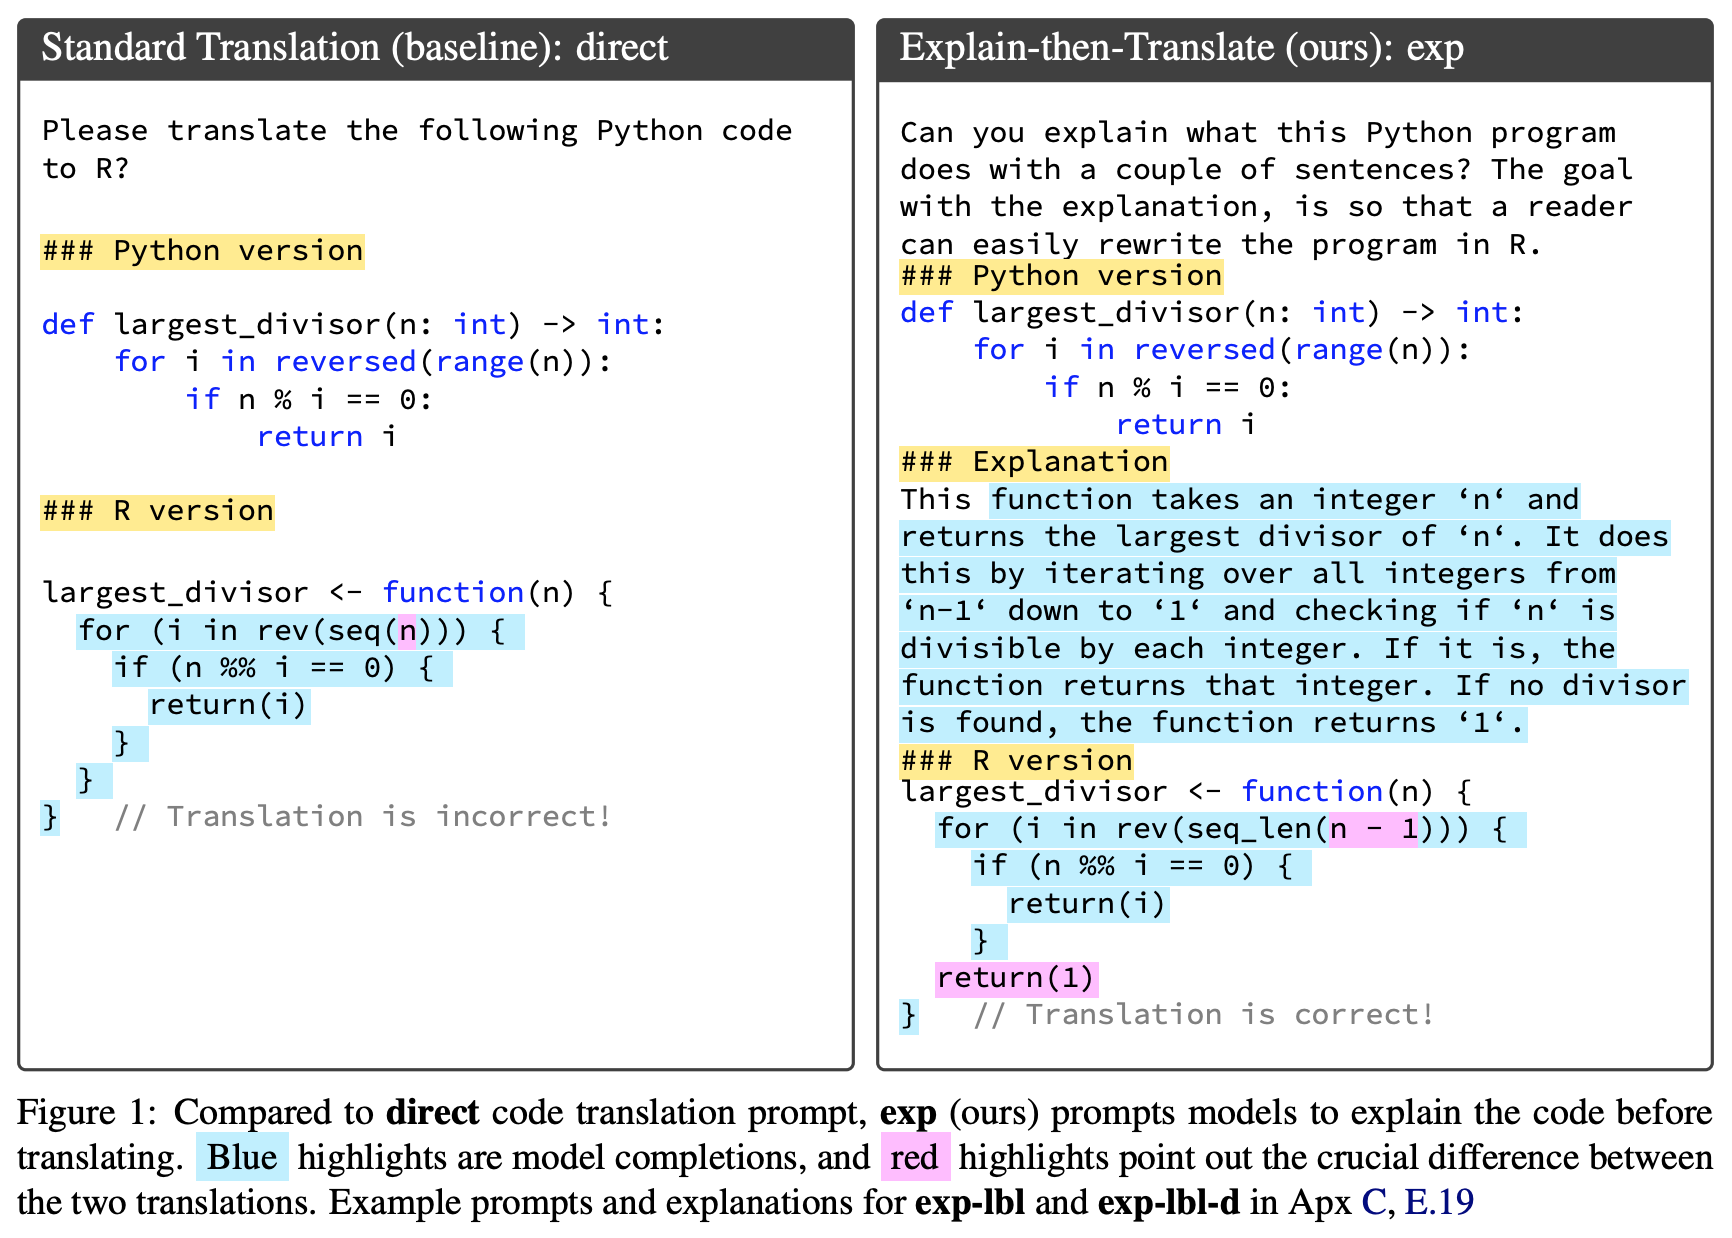 Standard Translation (baseline): direct
Please translate the following Python code
to R?
### Python version
def largest_divisor(n: int) -> int:
    for i in reversed(range(n)):
        if n % i == 0:
            return i
### R version
largest_divisor <- function(n) {
  for (i in rev(seq(n))) {
    if (n %% i == 0) {
      return(i)
    }
  }
}   // Translation is incorrect!
Explain-then-Translate (ours): exp
Can you explain what this Python program
does with a couple of sentences? The goal
with the explanation, is so that a reader
can easily rewrite the program in R.
### Python version
def largest_divisor(n: int) -> int:
    for i in reversed(range(n)):
        if n % i == 0:
            return i
### Explanation
This function takes an integer ‘n‘ and
returns the largest divisor of ‘n‘. It does
this by iterating over all integers from
‘n-1‘ down to ‘1‘ and checking if ‘n‘ is
divisible by each integer. If it is, the
function returns that integer. If no divisor
is found, the function returns ‘1‘.
### R version
largest_divisor <- function(n) {
  for (i in rev(seq_len(n - 1))) {
    if (n %% i == 0) {
      return(i)
    }
  return(1)
}   // Translation is correct!
Figure 1: Compared to direct code translation prompt, exp (ours) prompts models to explain the code before
translating. Blue highlights are model completions, and red highlights point out the crucial difference between
the two translations. Example prompts and explanations for exp-lbl and exp-lbl-d in Apx C, E.19